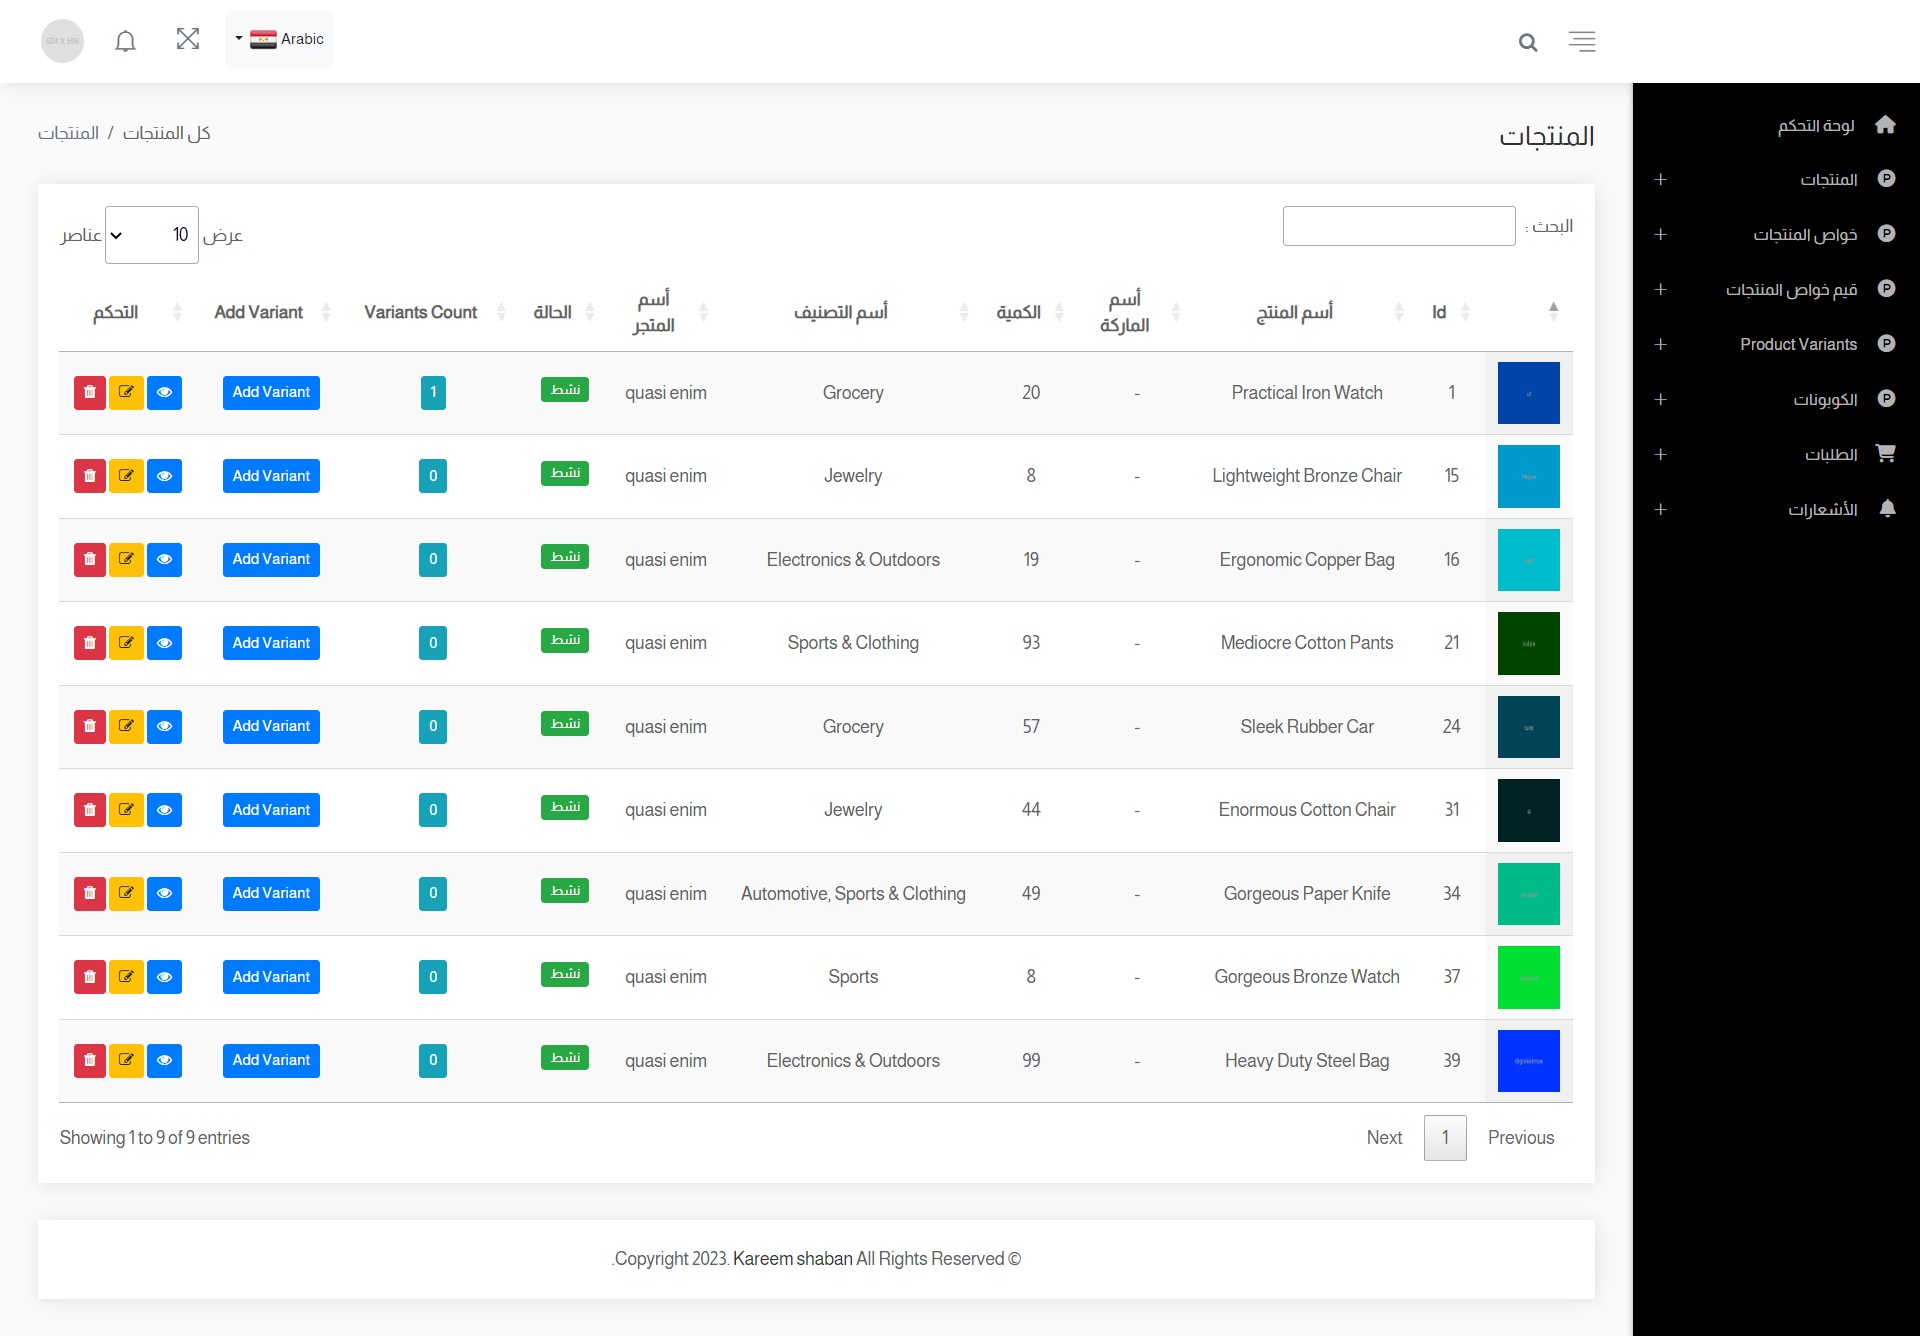 Arabic
624 X 596
لوحة التحكم
المنتجات
خواص المنتجات
قيم خواص المنتجات
Product Variants
الكوبونات
الطلبات
الأشعارات
المنتجات
كل المنتجات / المنتجات
البحث :
عرض 10 عناصر
Id أسم المنتج أسم الماركة الكمية أسم التصنيف أسم المتجر الحالة Variants Count Add Variant التحكم
1 Practical Iron Watch - 20 Grocery quasi enim نشط 1 Add Variant
15 Lightweight Bronze Chair - 8 Jewelry quasi enim نشط 0 Add Variant
16 Ergonomic Copper Bag - 19 Electronics & Outdoors quasi enim نشط 0 Add Variant
21 Mediocre Cotton Pants - 93 Sports & Clothing quasi enim نشط 0 Add Variant
24 Sleek Rubber Car - 57 Grocery quasi enim نشط 0 Add Variant
31 Enormous Cotton Chair - 44 Jewelry quasi enim نشط 0 Add Variant
34 Gorgeous Paper Knife - 49 Automotive, Sports & Clothing quasi enim نشط 0 Add Variant
37 Gorgeous Bronze Watch - 8 Sports quasi enim نشط 0 Add Variant
39 Heavy Duty Steel Bag - 99 Electronics & Outdoors quasi enim نشط 0 Add Variant
Previous 1 Next
Showing 1 to 9 of 9 entries
.Copyright 2023. Kareem shaban All Rights Reserved ©